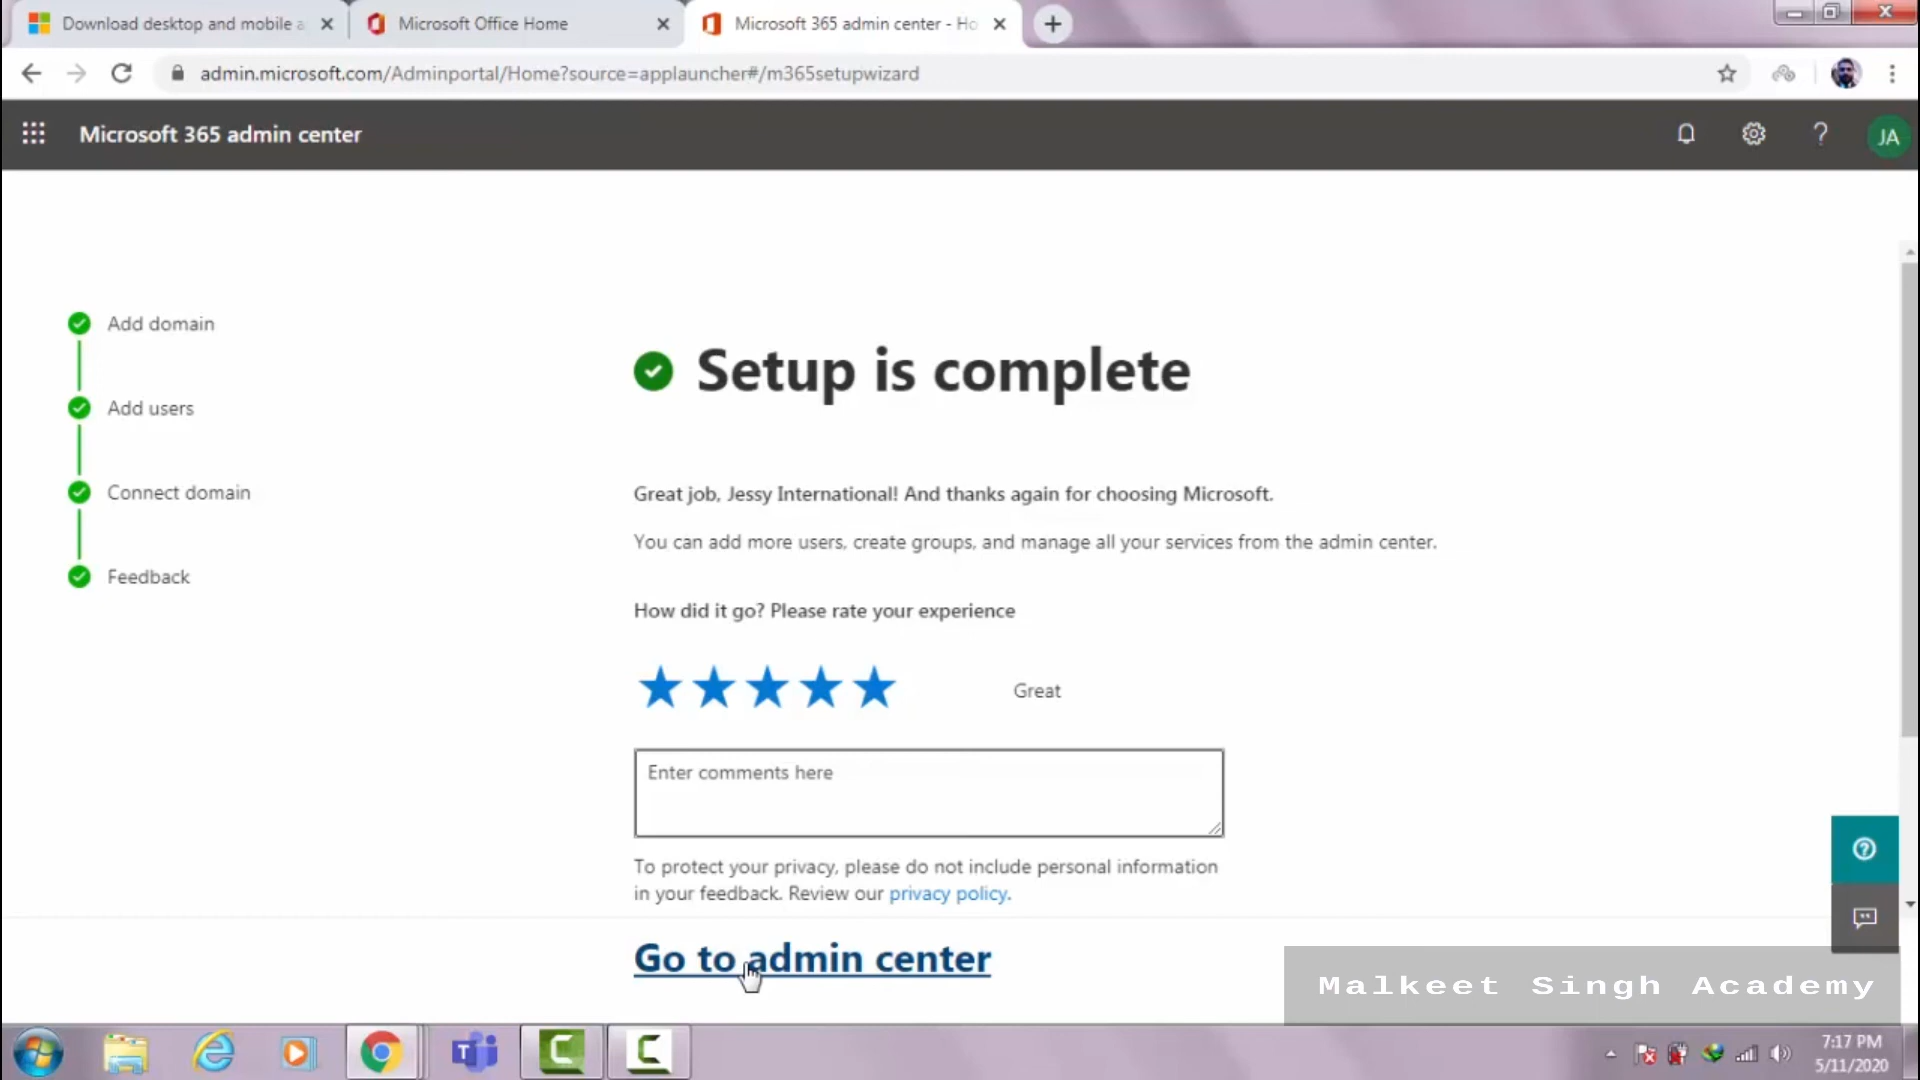 Download desktop and mobile a
Microsoft Office Home
Microsoft 365 admin center - Ho
admin.microsoft.com/Adminportal/Home?source=applauncher#/m365setupwizard
Microsoft 365 admin center
JA
Add domain
Add users
Connect domain
Feedback
Setup is complete
Great job, Jessy International! And thanks again for choosing Microsoft.
You can add more users, create groups, and manage all your services from the admin center.
How did it go? Please rate your experience
Great
Enter comments here
To protect your privacy, please do not include personal information
in your feedback. Review our privacy policy.
Go to admin center
Malkeet Singh Academy
7:17 PM
5/11/2020